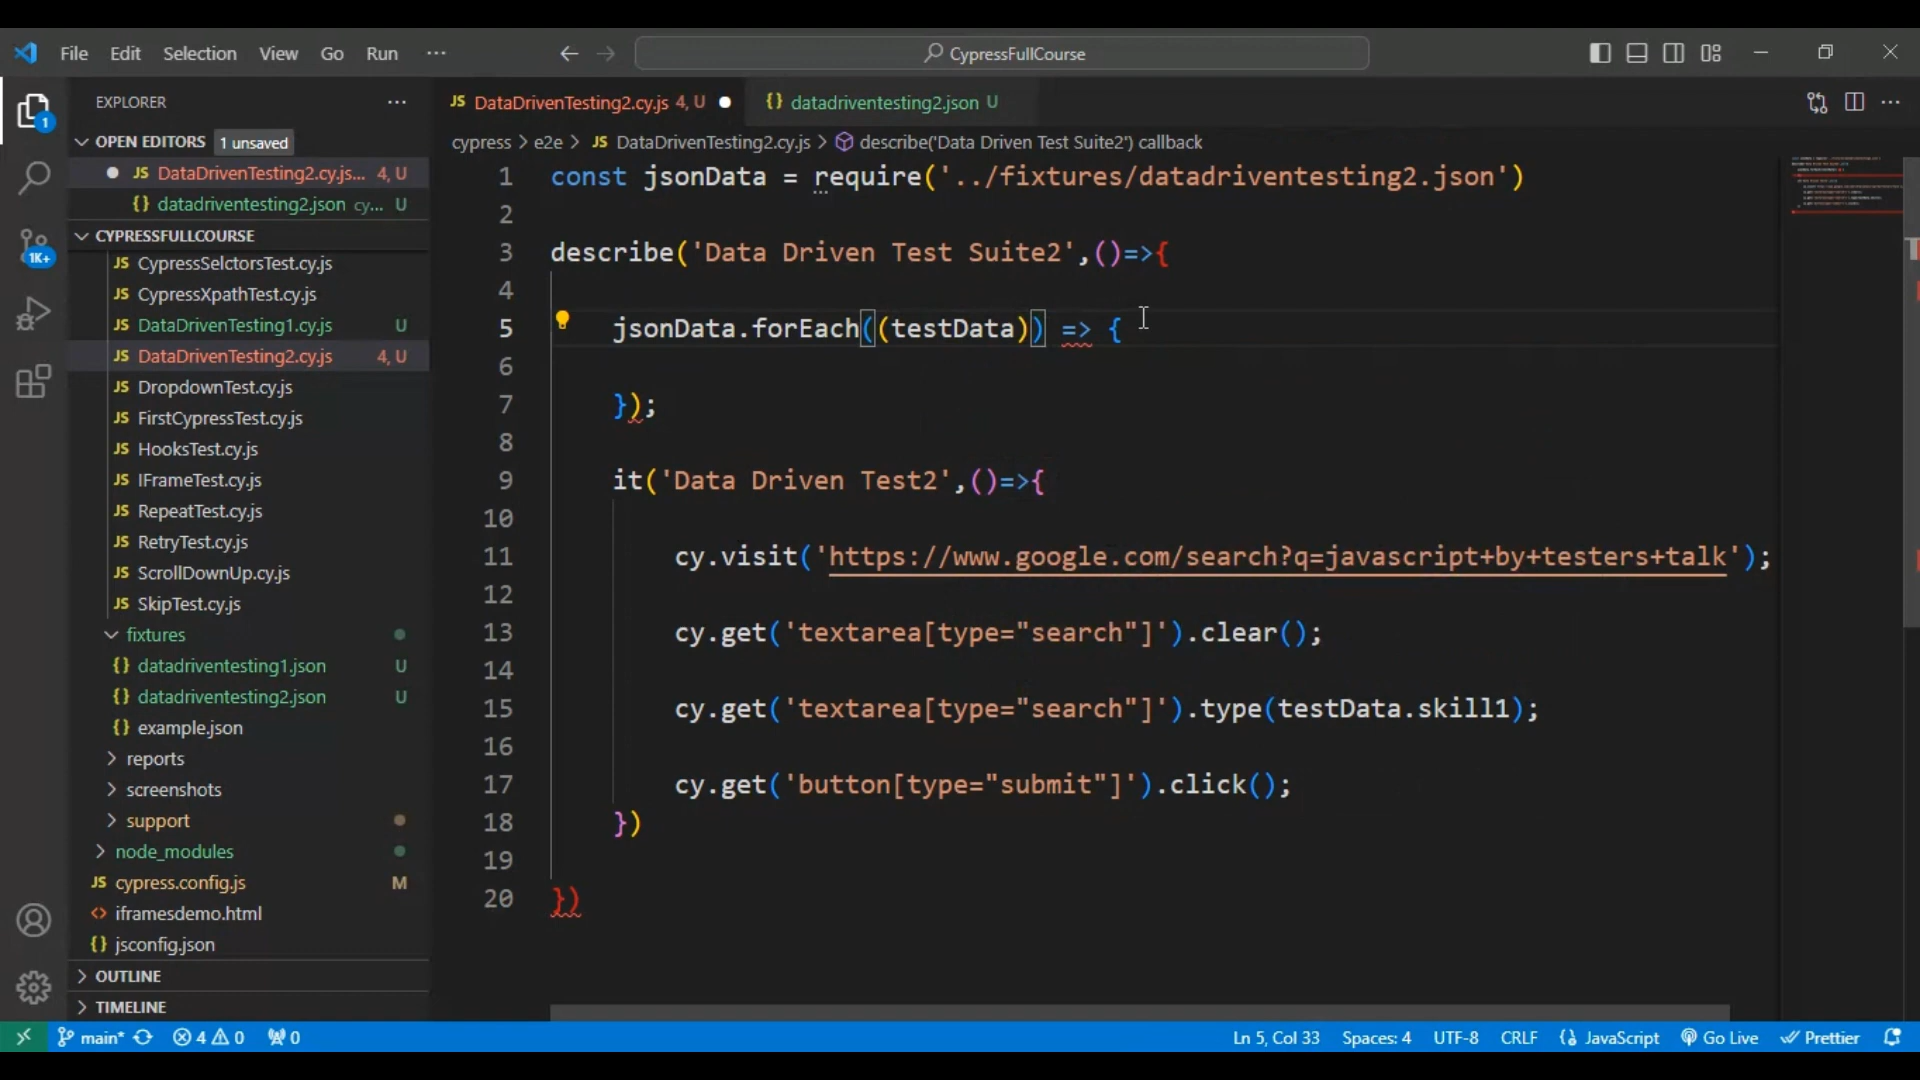 File Edit Selection View Go Run ··· CypressFullCourse
EXPLORER ···
OPEN EDITORS 1 unsaved
JS DataDrivenTesting2.cy.js... 4, U
{} datadriventesting2.json cy... U
CYPRESSFULLCOURSE
JS CypressSelctorsTest.cy.js
JS CypressXpathTest.cy.js
JS DataDrivenTesting1.cy.js U
JS DataDrivenTesting2.cy.js 4, U
JS DropdownTest.cy.js
JS FirstCypressTest.cy.js
JS HooksTest.cy.js
JS IFrameTest.cy.js
JS RepeatTest.cy.js
JS RetryTest.cy.js
JS ScrollDownUp.cy.js
JS SkipTest.cy.js
fixtures
{} datadriventesting1.json U
{} datadriventesting2.json U
{} example.json
reports
screenshots
support
node_modules
JS cypress.config.js M
<> iframesdemo.html
{} jsconfig.json
OUTLINE
TIMELINE
1
1K+
JS DataDrivenTesting2.cy.js 4, U {} datadriventesting2.json U
cypress > e2e > JS DataDrivenTesting2.cy.js > describe('Data Driven Test Suite2') callback
1 const jsonData = require('../fixtures/datadriventesting2.json')
2
3 describe('Data Driven Test Suite2',()=>{
4
5 jsonData.forEach((testData)) => {
6
7 });
8
9 it('Data Driven Test2',()=>{
10
11 cy.visit('https://www.google.com/search?q=javascript+by+testers+talk');
12
13 cy.get('textarea[type="search"]').clear();
14
15 cy.get('textarea[type="search"]').type(testData.skill1);
16
17 cy.get('button[type="submit"]').click();
18 })
19
20 })
main* 4 0 0 Ln 5, Col 33 Spaces: 4 UTF-8 CRLF {} JavaScript Go Live Prettier